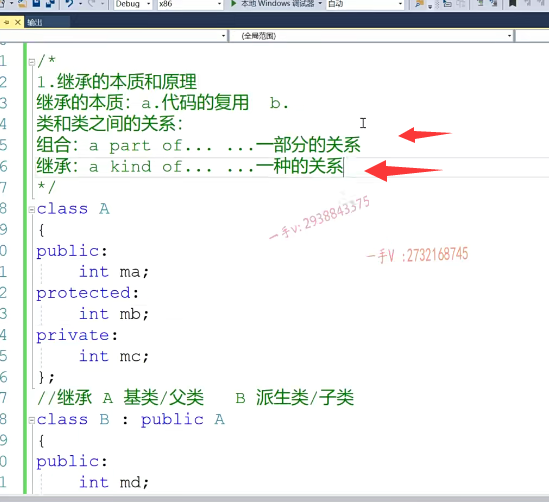 Debug x86 本地 Windows 调试器 自动
输出
(全局范围)
1 /*
2 1.继承的本质和原理
3 继承的本质: a.代码的复用 b.
4 类和类之间的关系:
5 组合: a part of... ...一部分的关系
6 继承: a kind of... ...一种的关系
7 */
8 class A
9 {
0 public:
1 int ma;
2 protected:
3 int mb;
4 private:
5 int mc;
6 };
7 //继承 A 基类/父类 B 派生类/子类
8 class B : public A
9 {
0 public:
1 int md;
一手v: 2938843375
一手V :2732168745